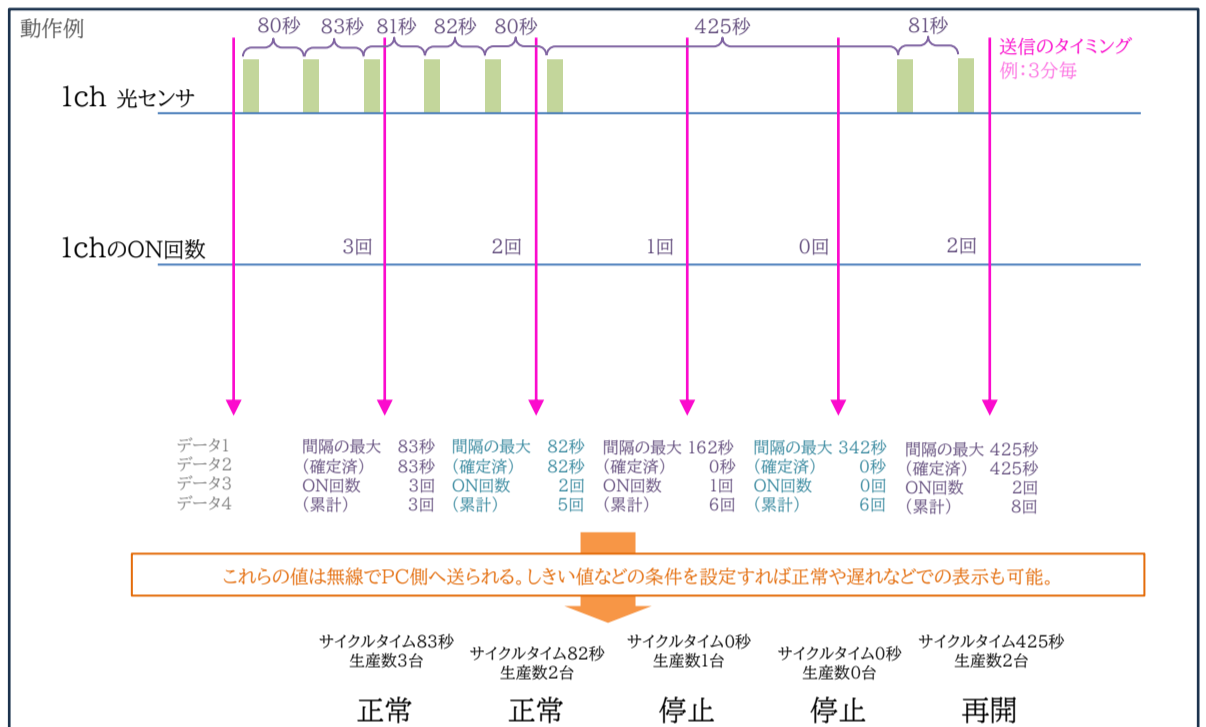 動作例
80秒 83秒 81秒 82秒 80秒 425秒 81秒
送信のタイミング
例：3分毎
1ch 光センサ
1chのON回数 3回 2回 1回 0回 2回
データ1 間隔の最大 83秒 間隔の最大 82秒 間隔の最大 162秒 間隔の最大 342秒 間隔の最大 425秒
データ2 （確定済） 83秒 （確定済） 82秒 （確定済） 0秒 （確定済） 0秒 （確定済） 425秒
データ3 ON回数 3回 ON回数 2回 ON回数 1回 ON回数 0回 ON回数 2回
データ4 （累計） 3回 （累計） 5回 （累計） 6回 （累計） 6回 （累計） 8回
これらの値は無線でPC側へ送られる。しきい値などの条件を設定すれば正常や遅れなどでの表示も可能。
サイクルタイム83秒 サイクルタイム82秒 サイクルタイム0秒 サイクルタイム0秒 サイクルタイム425秒
生産数3台 生産数2台 生産数1台 生産数0台 生産数2台
正常 正常 停止 停止 再開